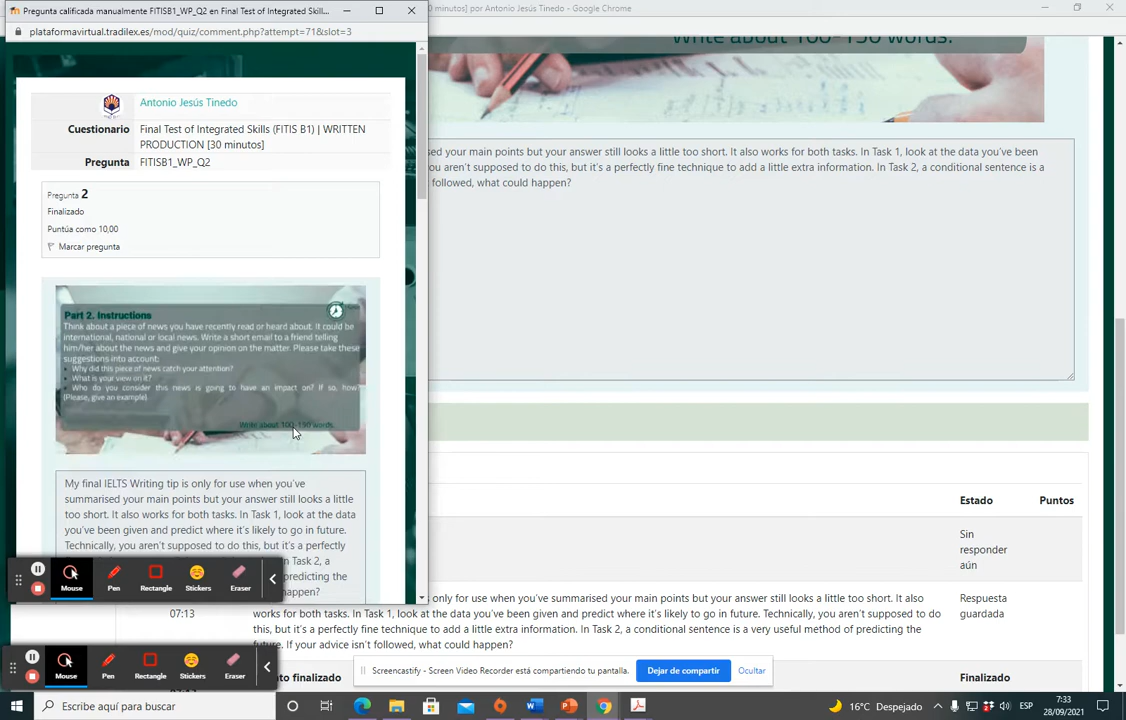 Pregunta calificada manualmente FITISB1_WP_Q2 en Final Test of Integrated Skill...
plataformavirtual.tradilex.es/mod/quiz/comment.php?attempt=71&slot=3
Antonio Jesús Tinedo
Cuestionario
Final Test of Integrated Skills (FITIS B1) | WRITTEN
PRODUCTION [30 minutos]
Pregunta
FITISB1_WP_Q2
Pregunta 2
Finalizado
Puntúa como 10,00
Marcar pregunta
Part 2. Instructions
Think about a piece of news you have recently read or heard about. It could be
international, national or local news. Write a short email to a friend telling
him/her about the news and give your opinion on the matter. Please take these
suggestions into account:
• Why did this piece of news catch your attention?
• What is your view on it?
• Who do you consider this news is going to have an impact on? If so, how?
(Please, give an example)
Write about 100-150 words.
My final IELTS Writing tip is only for use when you've
summarised your main points but your answer still looks a little
too short. It also works for both tasks. In Task 1, look at the data
you've been given and predict where it's likely to go in future.
Technically, you aren't supposed to do this, but it's a perfectly
n Task 2, a
predicting the
happen?
minutos] por Antonio Jesús Tinedo - Google Chrome
Write about 100-150 words.
sed your main points but your answer still looks a little too short. It also works for both tasks. In Task 1, look at the data you've been
ou aren't supposed to do this, but it's a perfectly fine technique to add a little extra information. In Task 2, a conditional sentence is a
followed, what could happen?
Estado
Puntos
Sin
responder
aún
07:13
s only for use when you've summarised your main points but your answer still looks a little too short. It also
works for both tasks. In Task 1, look at the data you've been given and predict where it's likely to go in future. Technically, you aren't supposed to do
this, but it's a perfectly fine technique to add a little extra information. In Task 2, a conditional sentence is a very useful method of predicting the
future. If your advice isn't followed, what could happen?
Respuesta
guardada
nto finalizado
Finalizado
Mouse
Pen
Rectangle
Stickers
Eraser
Mouse
Pen
Rectangle
Stickers
Eraser
Screencastify - Screen Video Recorder está compartiendo tu pantalla.
Dejar de compartir
Ocultar
Escribe aquí para buscar
16°C Despejado
ESP
7:33
28/09/2021